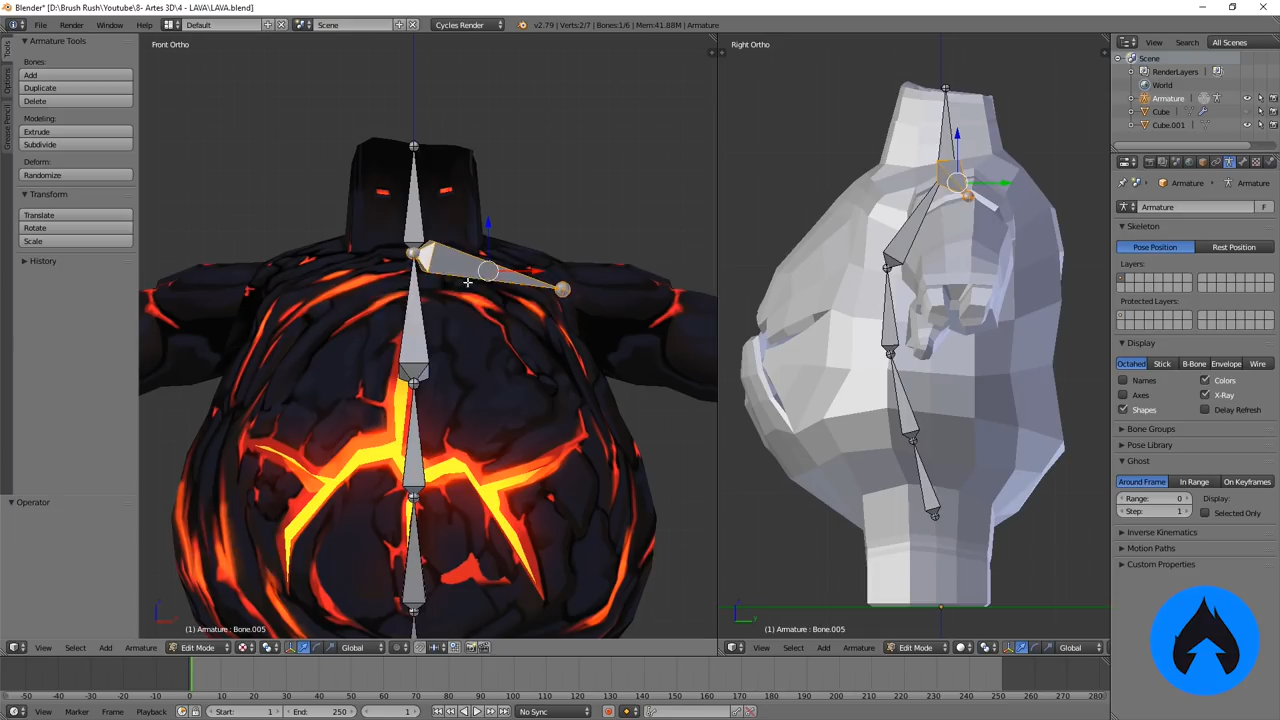 Blender* [D:\Brush Rush\Youtube\8- Artes 3D\4 - LAVA\LAVA.blend]
File Render Window Help Default Scene Cycles Render v2.79 | Verts:2/7 | Bones:1/6 | Mem:41.88M | Armature
Tools
Options
Grease Pencil
Armature Tools
Bones:
Add
Duplicate
Delete
Modeling:
Extrude
Subdivide
Deform:
Randomize
Transform
Translate
Rotate
Scale
History
Operator
Front Ortho
(1) Armature : Bone.005
Right Ortho
(1) Armature : Bone.005
View Search All Scenes
Scene
RenderLayers
World
Armature
Cube
Cube.001
Armature Armature
Armature F
Skeleton
Pose Position Rest Position
Layers:
Protected Layers:
Display
Octahed Stick B-Bone Envelope Wire
Names Colors
Axes X-Ray
Shapes Delay Refresh
Bone Groups
Pose Library
Ghost
Around Frame In Range On Keyframes
Range: 0 Display:
Step: 1 Selected Only
Inverse Kinematics
Motion Paths
Custom Properties
View Select Add Armature Edit Mode Global
View Select Add Armature Edit Mode Global
-50 -40 -30 -20 -10 0 10 20 30 40 50 60 70 80 90 100 110 120 130 140 150 160 170 180 190 200 210 220 230 240 250 260 270 280
View Marker Frame Playback Start: 1 End: 250 1 No Sync